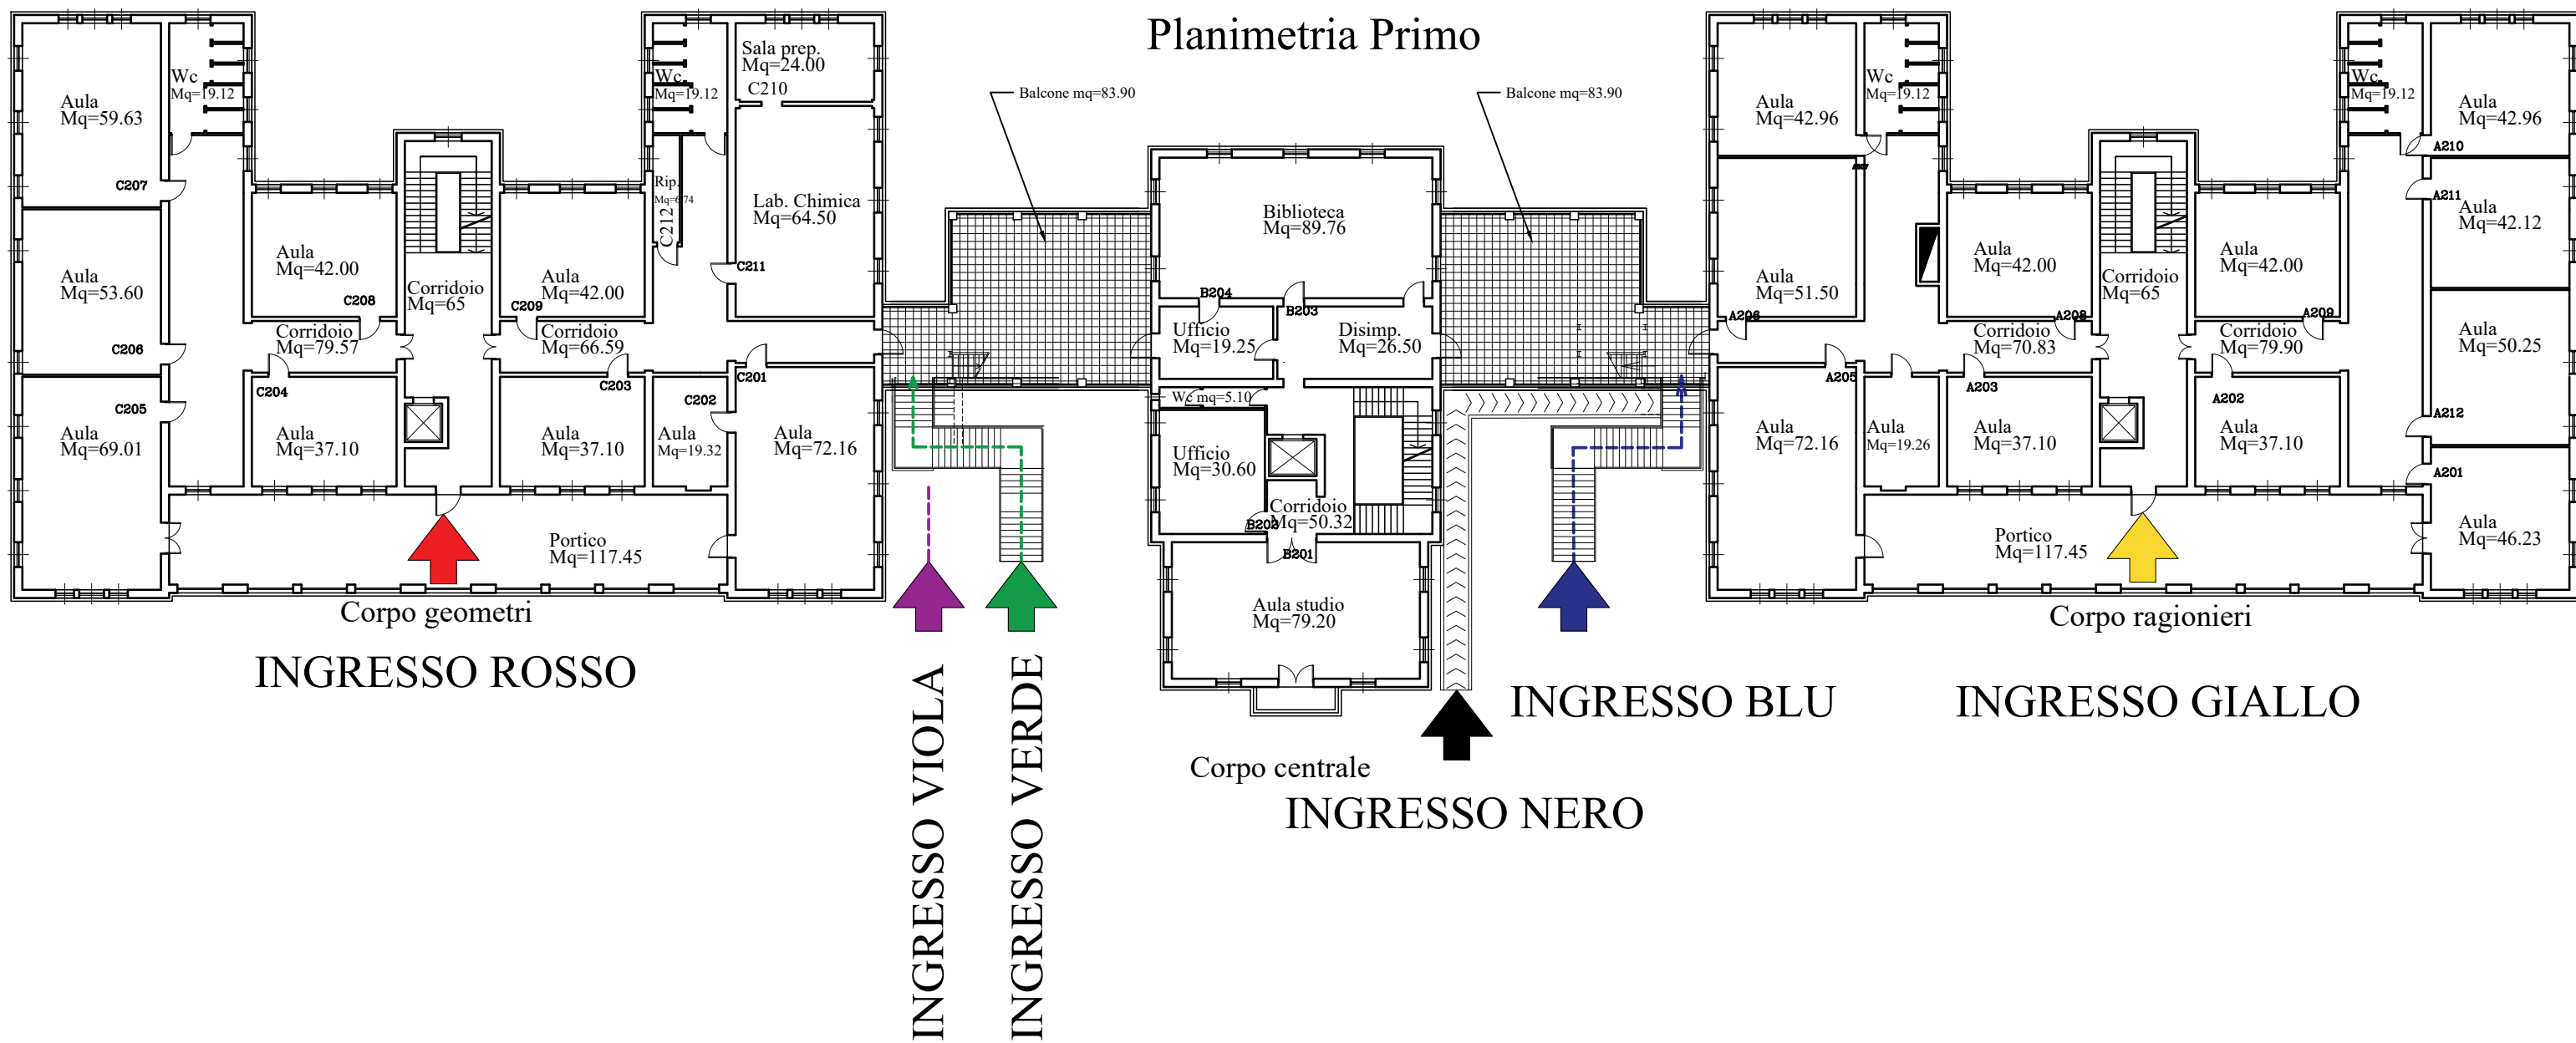 Planimetria Primo
Aula
Mq=59.63
Wc
Mq=19.12
C207
Aula
Mq=53.60
C206
Aula
Mq=69.01
C205
Aula
Mq=42.00
C208
Corridoio
Mq=79.57
C204
Aula
Mq=37.10
Corridoio
Mq=65
Aula
Mq=42.00
C209
Corridoio
Mq=66.59
C203
Aula
Mq=37.10
Wc
Mq=19.12
Rip.
Mq=6.74
C212
Sala prep.
Mq=24.00
C210
Lab. Chimica
Mq=64.50
C211
C201
C202
Aula
Mq=19.32
Aula
Mq=72.16
Portico
Mq=117.45
Corpo geometri
INGRESSO ROSSO
INGRESSO VIOLA
INGRESSO VERDE
Balcone mq=83.90
Balcone mq=83.90
Biblioteca
Mq=89.76
B204
B203
Ufficio
Mq=19.25
Disimp.
Mq=26.50
Wc mq=5.10
Ufficio
Mq=30.60
Corridoio
Mq=50.32
B202
B201
Aula studio
Mq=79.20
Corpo centrale
INGRESSO NERO
INGRESSO BLU
Aula
Mq=42.96
Wc
Mq=19.12
Aula
Mq=51.50
A206
A205
Aula
Mq=72.16
Aula
Mq=19.26
Aula
Mq=42.00
A208
Corridoio
Mq=70.83
A203
Aula
Mq=37.10
Corridoio
Mq=65
Aula
Mq=42.00
A209
Corridoio
Mq=79.90
A202
Aula
Mq=37.10
Wc
Mq=19.12
Aula
Mq=42.96
A210
A211
Aula
Mq=42.12
Aula
Mq=50.25
A212
A201
Aula
Mq=46.23
Portico
Mq=117.45
Corpo ragionieri
INGRESSO GIALLO